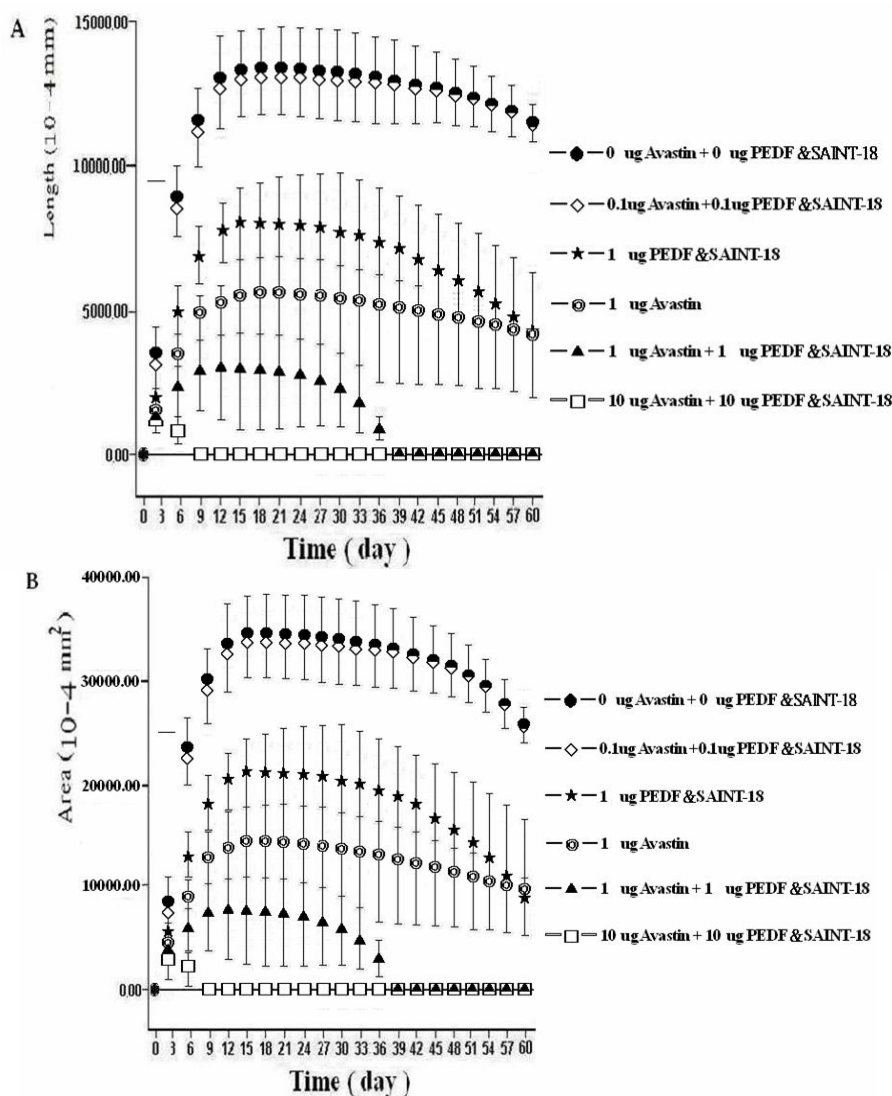 A
Length (10-4mm)
15000.00
10000.00
5000.00
0.00
0 3 6 9 12 15 18 21 24 27 30 33 36 39 42 45 48 51 54 57 60
Time ( day )
0 ug Avastin + 0 ug PEDF &SAINT-18
0.1ug Avastin +0.1ug PEDF & SAINT-18
1 ug PEDF &SAINT-18
1 ug Avastin
1 ug Avastin + 1 ug PEDF & SAINT-18
10 ug Avastin + 10 ug PEDF & SAINT-18
B
Area (10-4 mm2)
40000.00
30000.00
20000.00
10000.00
0.00
0 3 6 9 12 15 18 21 24 27 30 33 36 39 42 45 48 51 54 57 60
Time ( day )
0 ug Avastin + 0 ug PEDF &SAINT-18
0.1ug Avastin +0.1ug PEDF & SAINT-18
1 ug PEDF &SAINT-18
1 ug Avastin
1 ug Avastin + 1 ug PEDF & SAINT-18
10 ug Avastin + 10 ug PEDF & SAINT-18